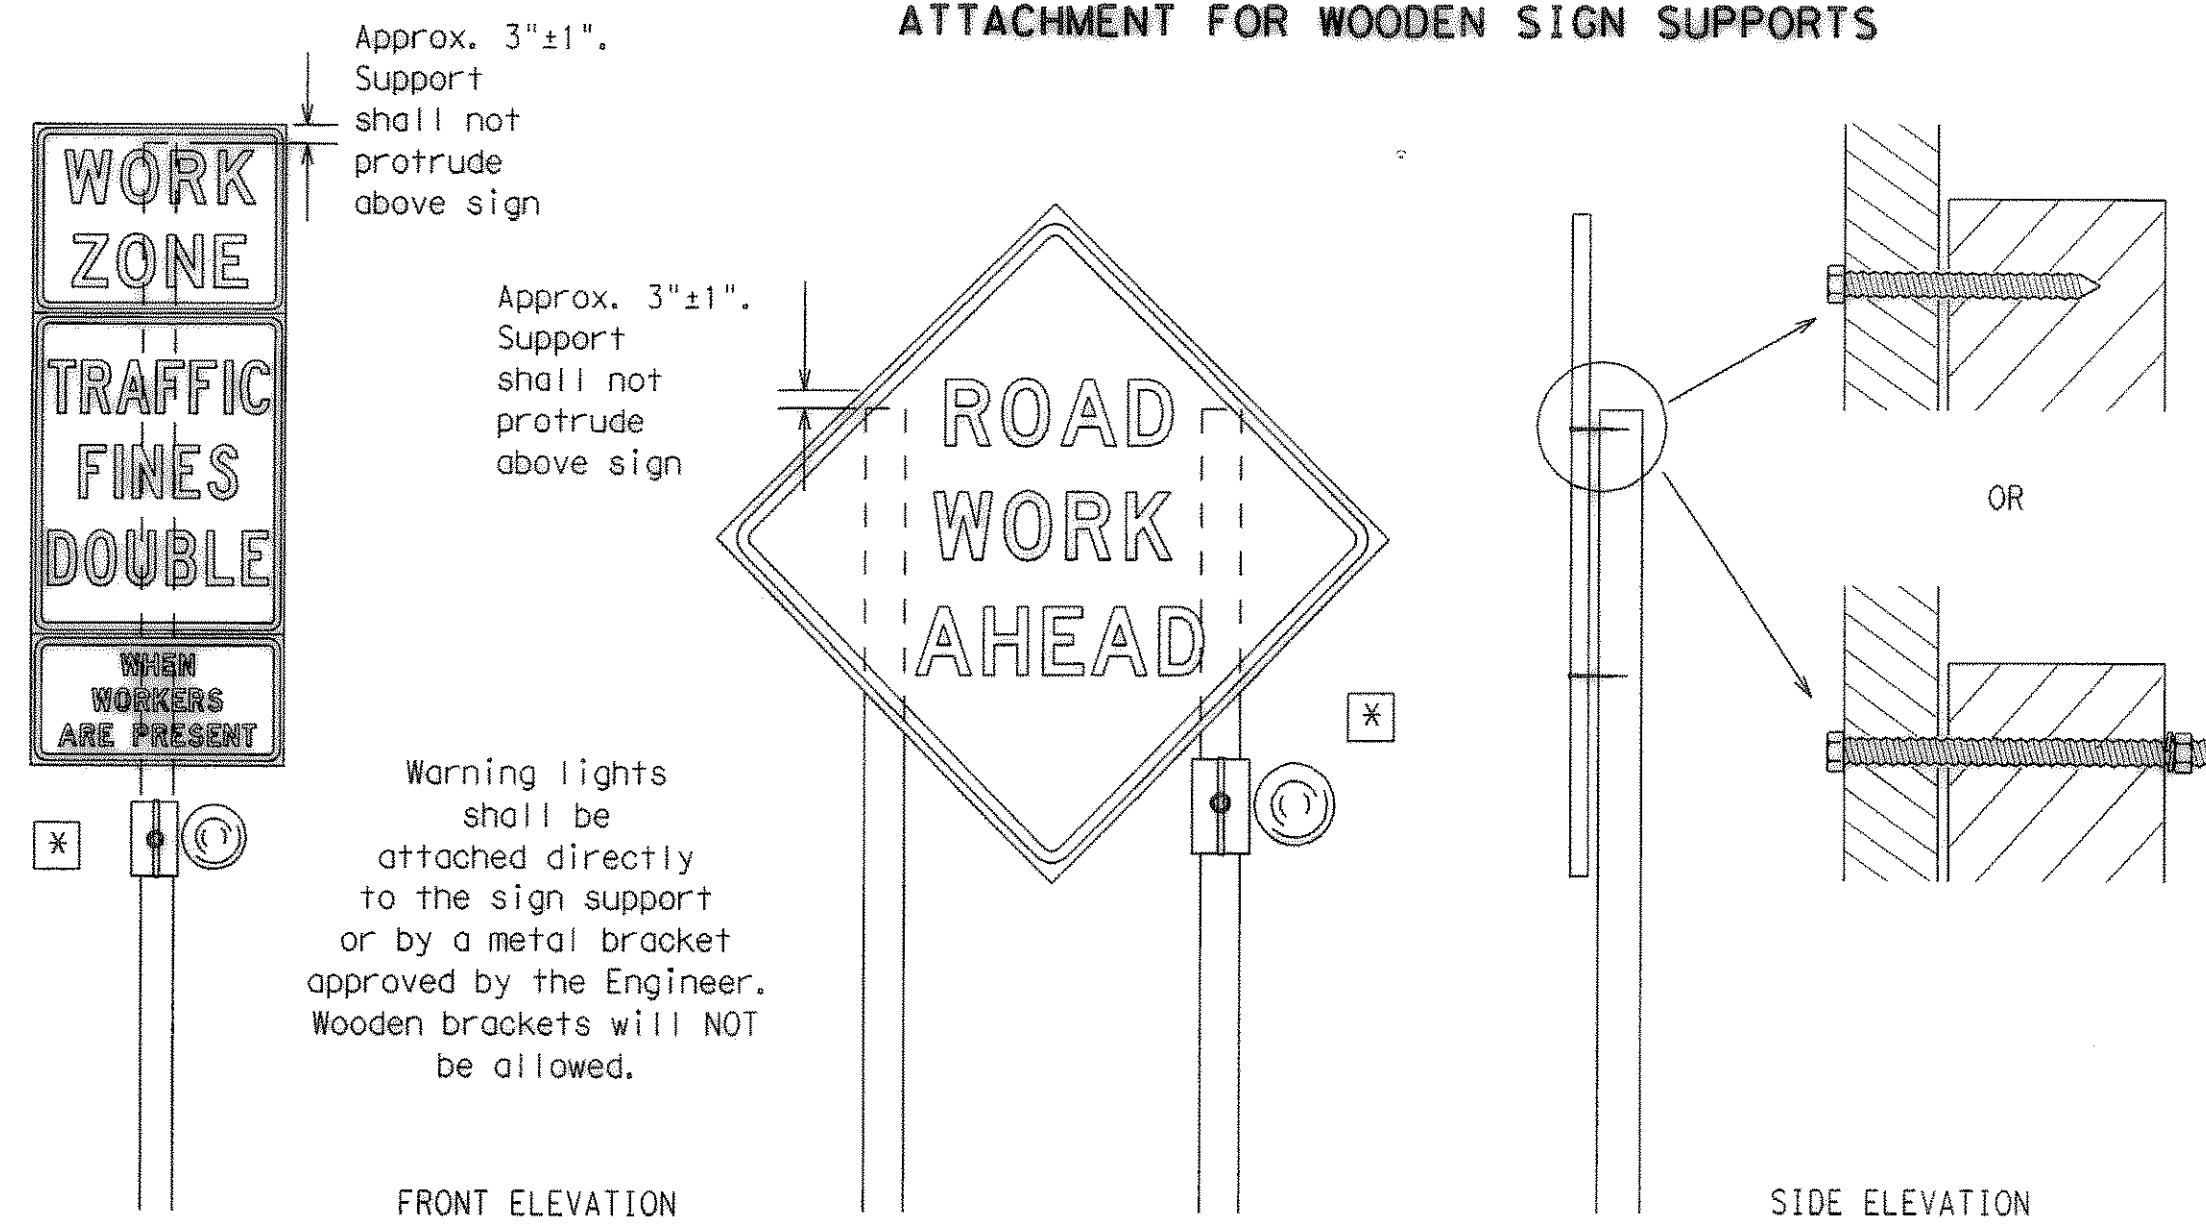 ATTACHMENT FOR WOODEN SIGN SUPPORTS
Approx. 3"±1".
Support
shall not
protrude
above sign
WORK
ZONE
TRAFFIC
FINES
DOUBLE
WHEN
WORKERS
ARE PRESENT
*
Approx. 3"±1".
Support
shall not
protrude
above sign
ROAD
WORK
AHEAD
*
Warning lights
shall be
attached directly
to the sign support
or by a metal bracket
approved by the Engineer.
Wooden brackets will NOT
be allowed.
OR
FRONT ELEVATION
SIDE ELEVATION